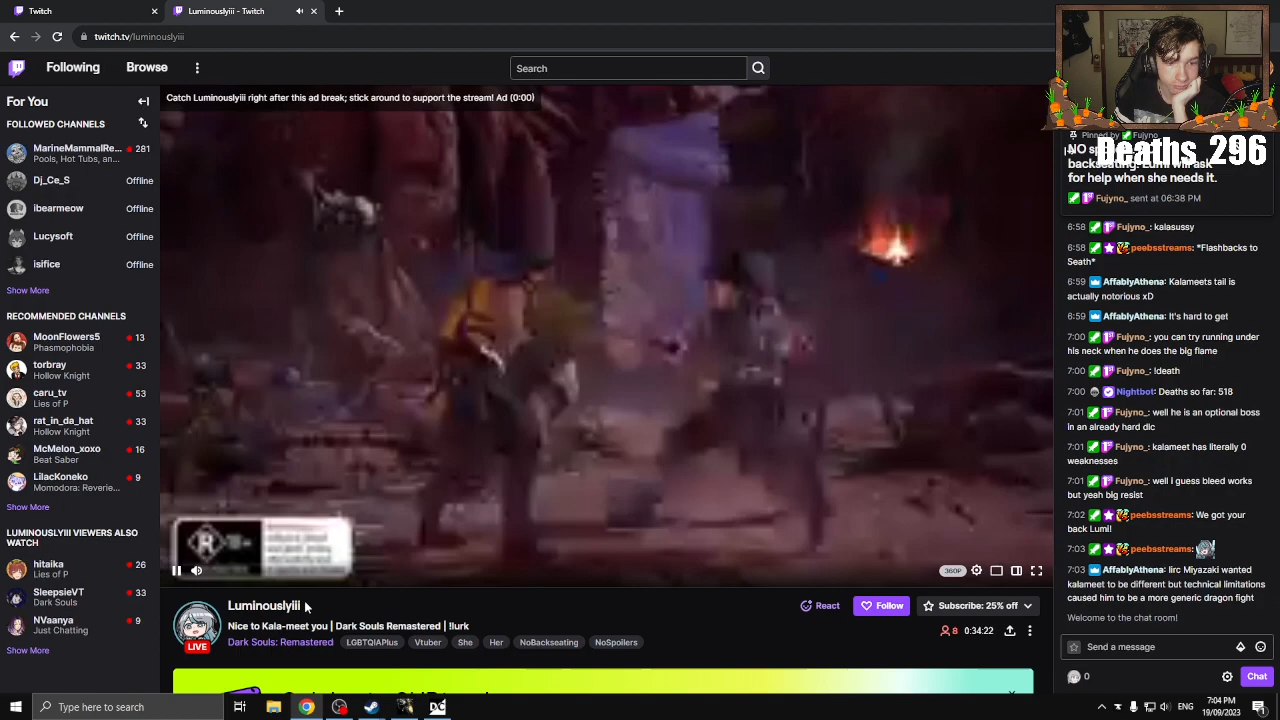 Twitch
Luminouslyiii - Twitch
twitch.tv/luminouslyiii
Following
Browse
Search
For You
FOLLOWED CHANNELS
MarineMammalRe...
281
Pools, Hot Tubs, an...
Dj_Ce_S
Offline
ibearmeow
Offline
Lucysoft
Offline
isifice
Offline
Show More
RECOMMENDED CHANNELS
MoonFlowers5
13
Phasmophobia
torbray
33
Hollow Knight
caru_tv
53
Lies of P
rat_in_da_hat
33
Hollow Knight
McMelon_xoxo
16
Beat Saber
LilacKoneko
9
Momodora: Reverie...
Show More
LUMINOUSLYIII VIEWERS ALSO
WATCH
hitaika
26
Lies of P
SleepsieVT
33
Dark Souls
NVaanya
9
Just Chatting
Show More
Catch Luminouslyiii right after this ad break; stick around to support the stream! Ad (0:00)
R
360P
LIVE
Luminouslyiii
Nice to Kala-meet you | Dark Souls Remastered | !lurk
Dark Souls: Remastered
LGBTQIAPlus
Vtuber
She
Her
NoBackseating
NoSpoilers
React
Follow
Subscribe: 25% off
8
0:34:22
Pinned by Fujyno_
Deaths 296
NO
backseating. Lumi will ask
for help when she needs it.
Fujyno_ sent at 06:38 PM
6:58 Fujyno_: kalasussy
6:58 peebsstreams: *Flashbacks to
Seath*
6:59 AffablyAthena: Kalameets tail is
actually notorious xD
6:59 AffablyAthena: It's hard to get
7:00 Fujyno_: you can try running under
his neck when he does the big flame
7:00 Fujyno_: !death
7:00 Nightbot: Deaths so far: 518
7:01 Fujyno_: well he is an optional boss
in an already hard dlc
7:01 Fujyno_: kalameet has literally 0
weaknesses
7:01 Fujyno_: well i guess bleed works
but yeah big resist
7:02 peebsstreams: We got your
back Lumi!
7:03 peebsstreams:
7:03 AffablyAthena: Iirc Miyazaki wanted
kalameet to be different but technical limitations
caused him to be a more generic dragon fight
Welcome to the chat room!
Send a message
0
Chat
Type here to search
DC
ENG
7:04 PM
19/09/2023
1